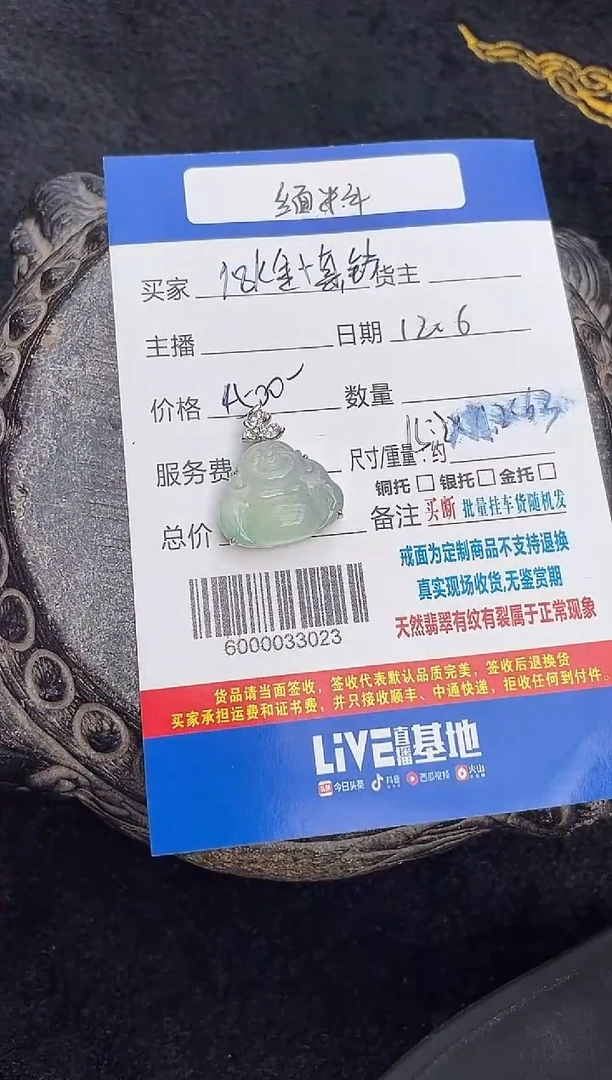 缅料
买家 18k金+真钻 货主
主播 日期 12.6
价格 数量
服务费 尺寸/重量:约
铜托 □ 银托 □ 金托 □
总价 备注 买断 批量挂车货随机发
戒面为定制商品不支持退换
真实现场收货,无鉴赏期
天然翡翠有纹有裂属于正常现象
6000033023
货品请当面签收，签收代表默认品质完美，签收后退换货
买家承担运费和证书费，并只接收顺丰、中通快递，拒收任何到付件。
LiVE直播基地
今日头条 抖音 西瓜视频 火山